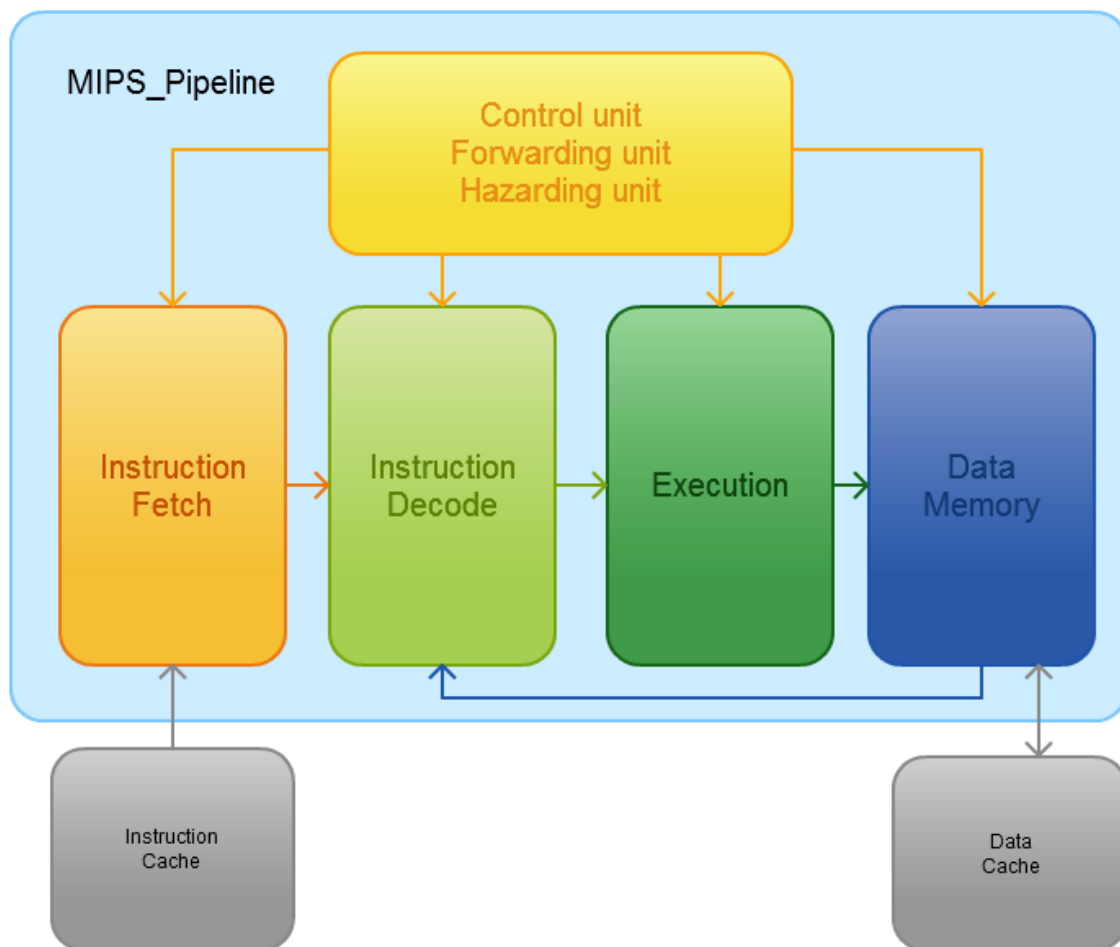 MIPS_Pipeline
Control unit
Forwarding unit
Hazarding unit
Instruction
Fetch
Instruction
Decode
Execution
Data
Memory
Instruction
Cache
Data
Cache